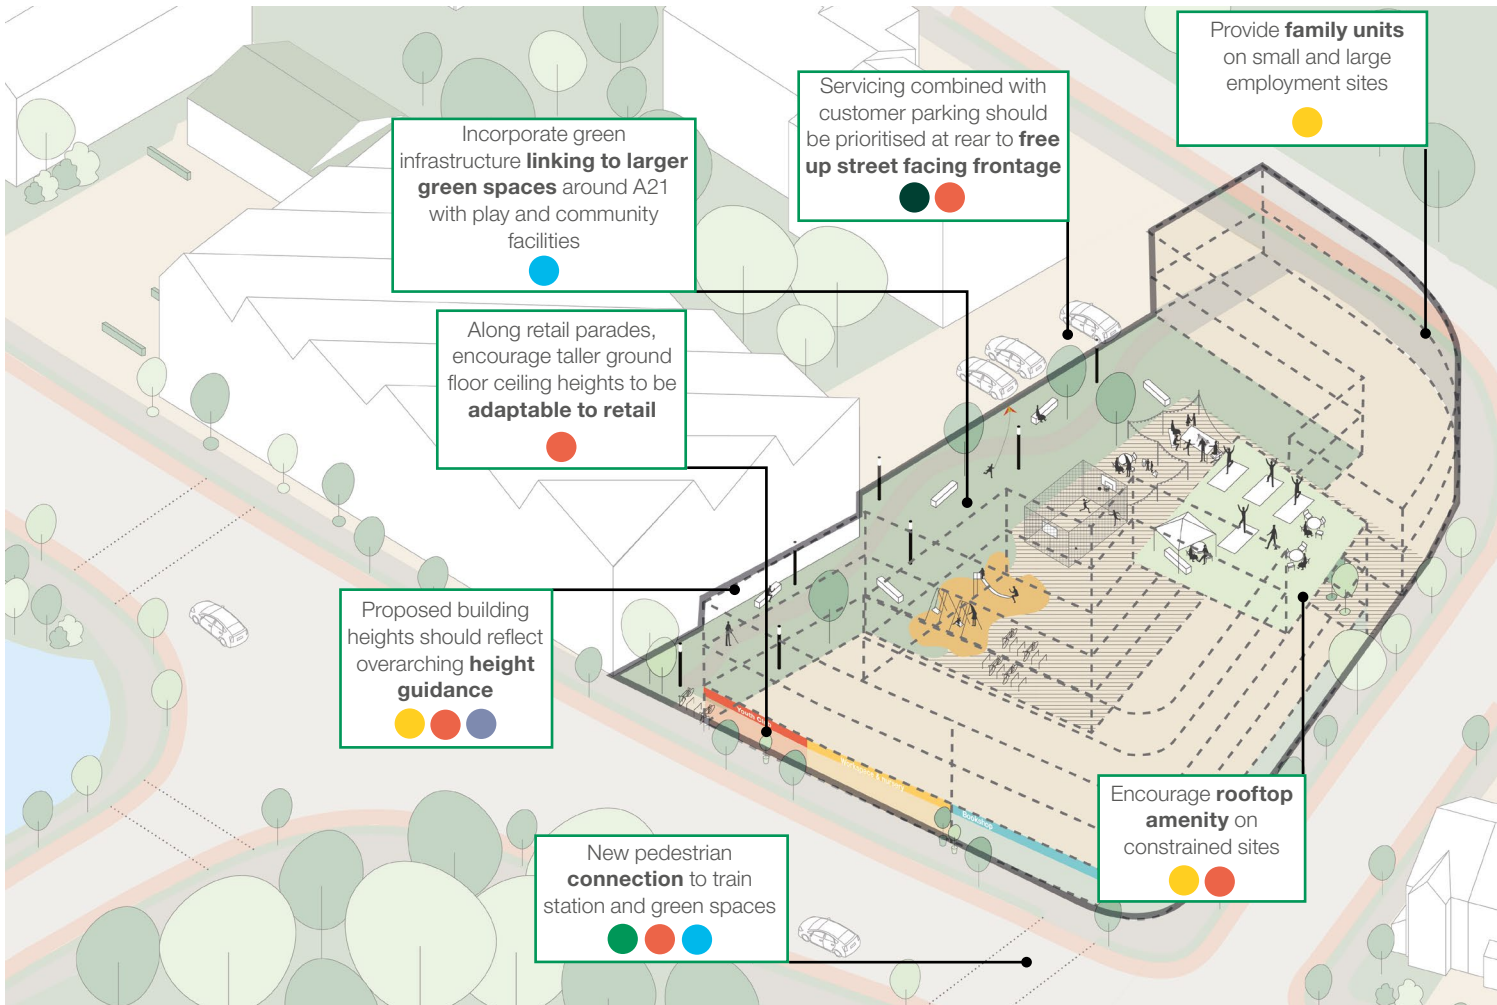 Provide family units
on small and large
employment sites
Servicing combined with
customer parking should
be prioritised at rear to free
up street facing frontage
Incorporate green
infrastructure linking to larger
green spaces around A21
with play and community
facilities
Along retail parades,
encourage taller ground
floor ceiling heights to be
adaptable to retail
Proposed building
heights should reflect
overarching height
guidance
Youth Club
Bookshop
Encourage rooftop
amenity on
constrained sites
New pedestrian
connection to train
station and green spaces